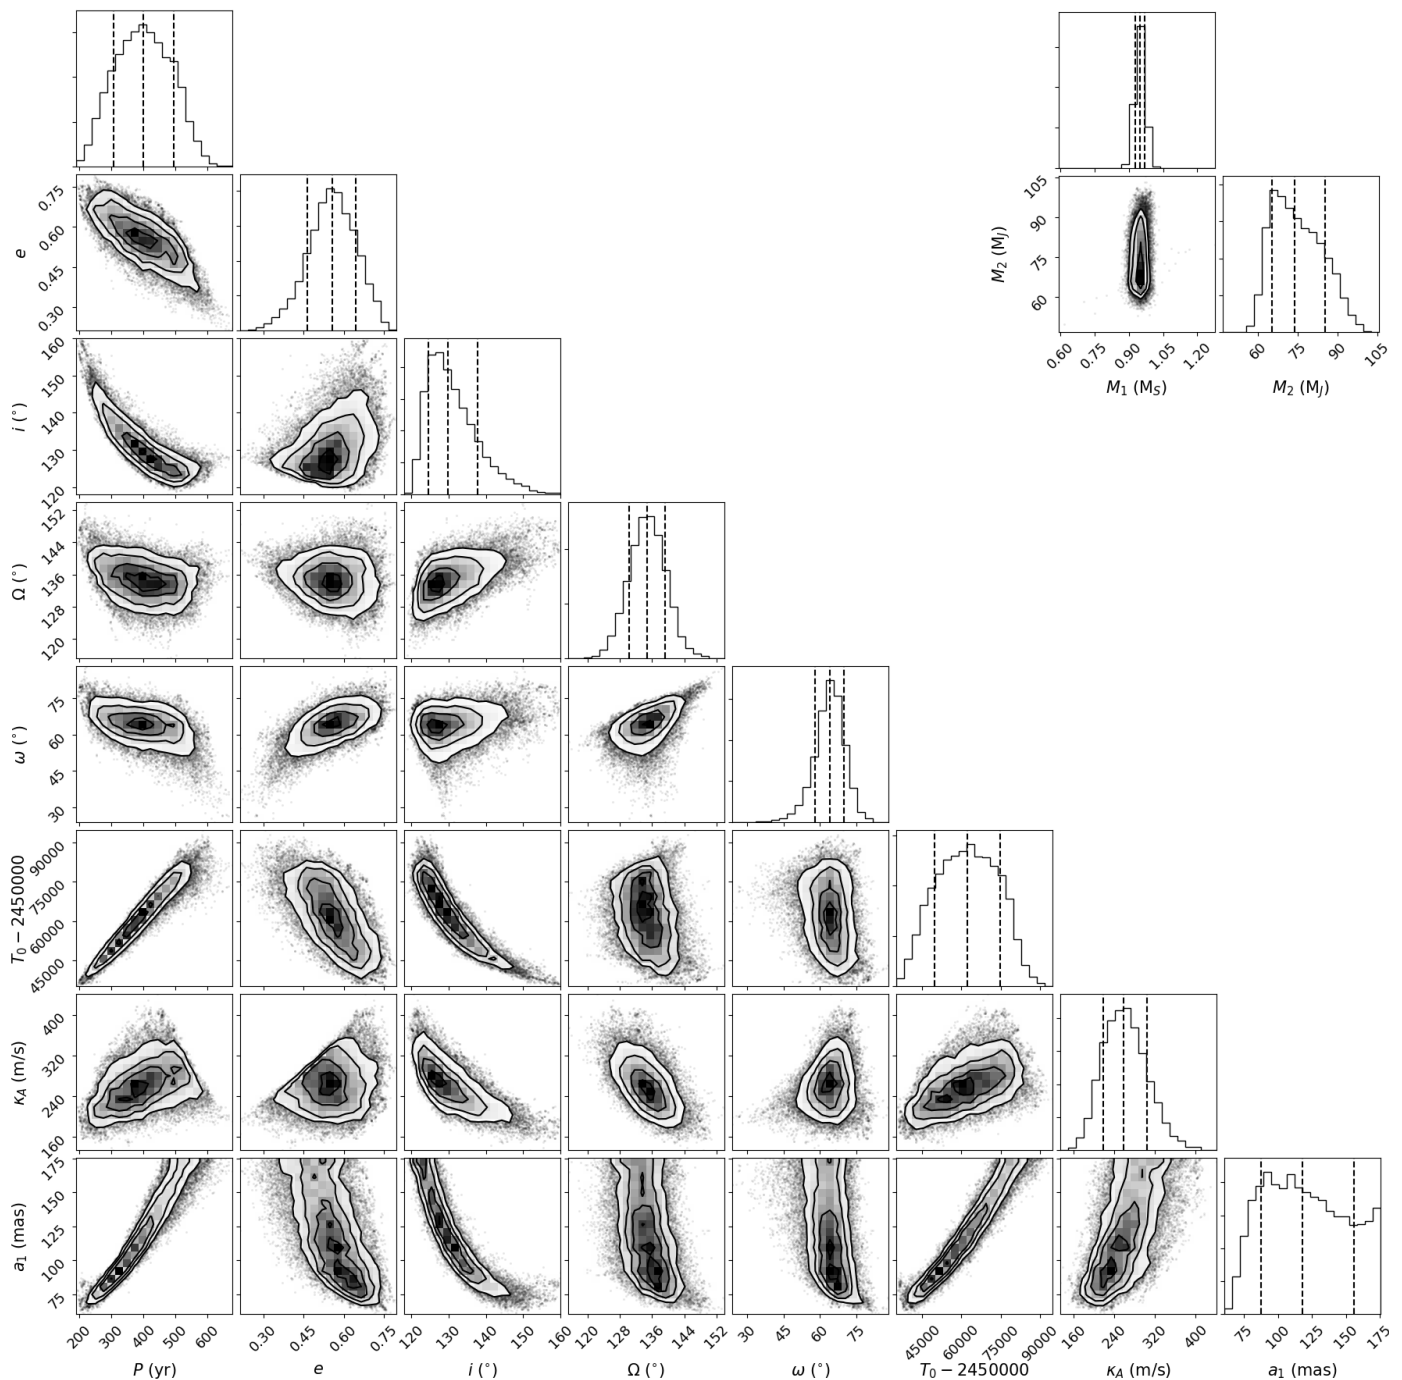 105
90
75
60
M₂ (M_J)
0.60 0.75 0.90 1.05 1.20
60 75 90 105
M₁ (M_S)
M₂ (M_J)
0.75
0.60
0.45
0.30
e
160
150
140
130
120
i (°)
152
144
136
128
120
Ω (°)
75
60
45
30
ω (°)
90000
75000
60000
45000
T₀ − 2450000
400
320
240
160
κ_A (m/s)
175
150
125
100
75
a₁ (mas)
200 300 400 500 600
0.30 0.45 0.60 0.75
120 130 140 150 160
120 128 136 144 152
30 45 60 75
45000 60000 75000 90000
160 240 320 400
75 100 125 150 175
P (yr)
e
i (°)
Ω (°)
ω (°)
T₀ − 2450000
κ_A (m/s)
a₁ (mas)